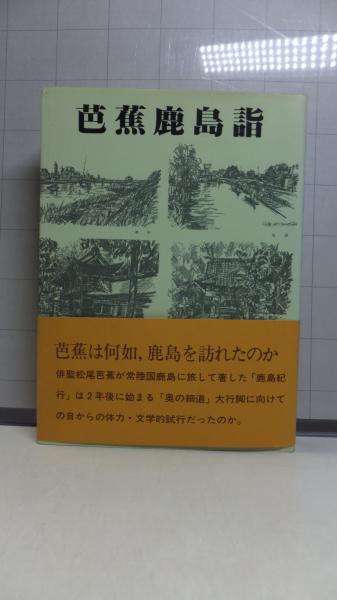 芭蕉鹿島詣
芭蕉は何如,鹿島を訪れたのか
俳聖松尾芭蕉が常陸国鹿島に旅して著した「鹿島紀
行」は2年後に始まる「奥の細道」大行脚に向けて
の自からの体力・文学的試行だったのか。